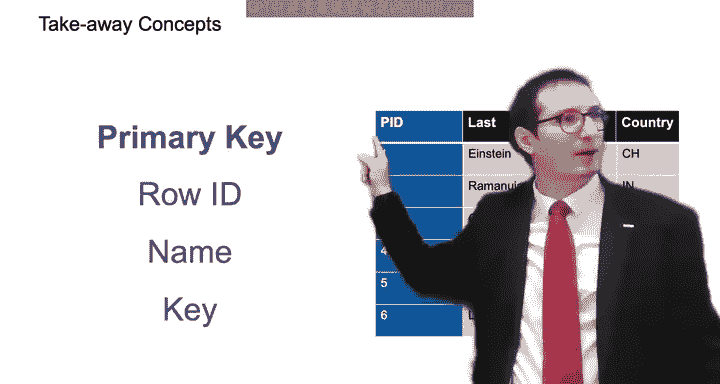 Take-away Concepts
Primary Key
Row ID
Name
Key
PID Last Country
Einstein CH
IN
4
5
6